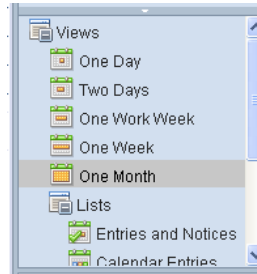 Views
One Day
Two Days
One Work Week
One Week
One Month
Lists
Entries and Notices
Calendar Entries